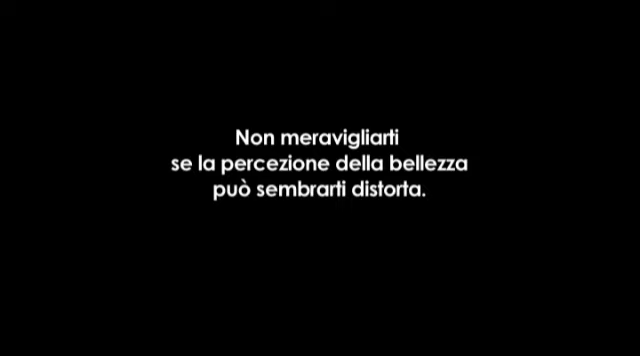 Non meravigliarti
se la percezione della bellezza
può sembrarti distorta.